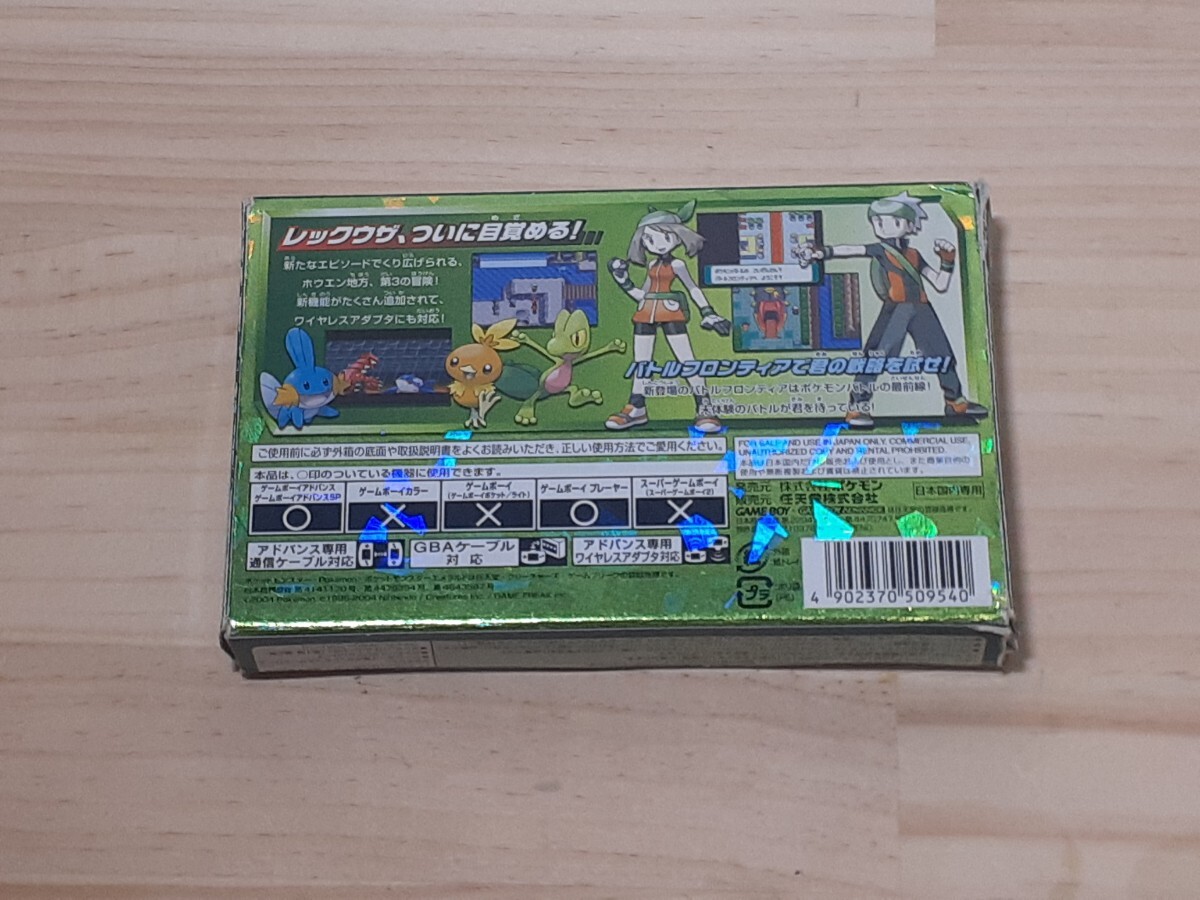 レックウザ、ついに目覚める!
新たなエピソードでくり広げられる、
ホウエン地方、第3の冒険!
新機能がたくさん追加されて、
ワイヤレスアダプタにも対応!
バトルフロンティアで君の戦略を試せ!
新登場のバトルフロンティアはポケモンバトルの最前線!
未体験のバトルが君を待っている!
ご使用前に必ず外箱の底面や取扱説明書をよくお読みいただき、正しい使用方法でご愛用ください。
FOR SALE AND USE IN JAPAN ONLY. COMMERCIAL USE,
UNAUTHORIZED COPY AND RENTAL PROHIBITED.
本品は、○印のついている機器に使用できます。
ゲームボーイアドバンス
ゲームボーイアドバンスSP
ゲームボーイカラー
ゲームボーイ
(ゲームボーイポケット/ライト)
ゲームボーイ プレーヤー
スーパーゲームボーイ
(スーパーゲームボーイ2)
○ × × ○ ×
発売元 株式会社ポケモン
販売元 任天堂株式会社
日本国内専用
アドバンス専用
通信ケーブル対応
GBAケーブル
対応
アドバンス専用
ワイヤレスアダプタ対応
プラ
4 902370 509540